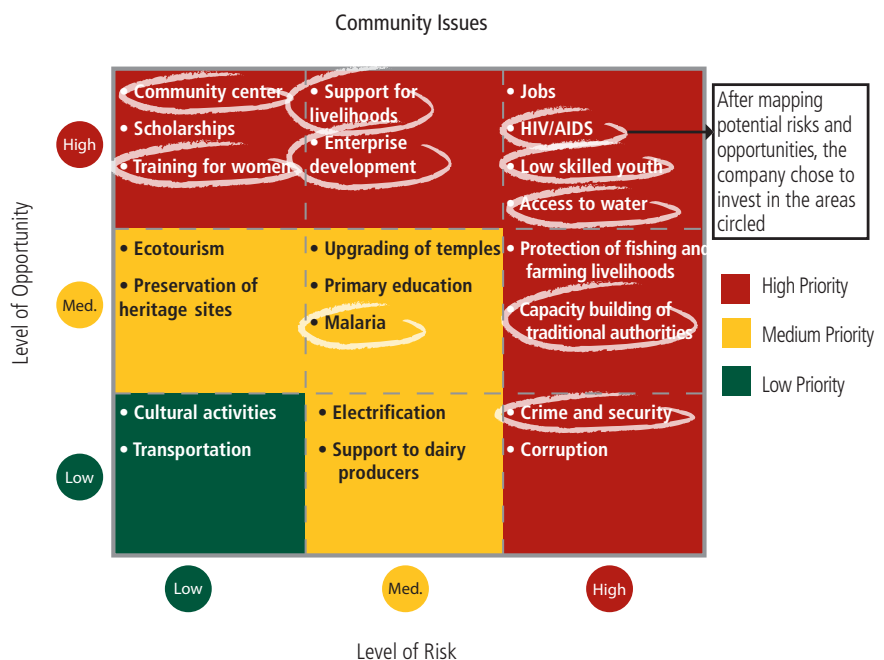 Community Issues
Level of Opportunity
High
• Community center
• Scholarships
• Training for women
• Support for
livelihoods
• Enterprise
development
• Jobs
• HIV/AIDS
• Low skilled youth
• Access to water
After mapping
potential risks and
opportunities, the
company chose to
invest in the areas
circled
Med.
• Ecotourism
• Preservation of
heritage sites
• Upgrading of temples
• Primary education
• Malaria
• Protection of fishing and
farming livelihoods
• Capacity building of
traditional authorities
High Priority
Medium Priority
Low Priority
Low
• Cultural activities
• Transportation
• Electrification
• Support to dairy
producers
• Crime and security
• Corruption
Low
Med.
High
Level of Risk